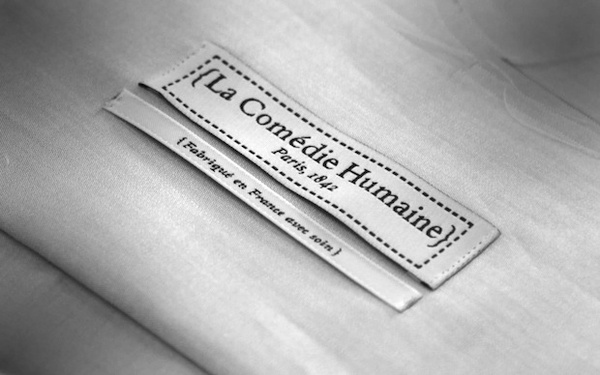 {La Comédie Humaine}
Paris, 1842
{Fabriqué en France avec soin}